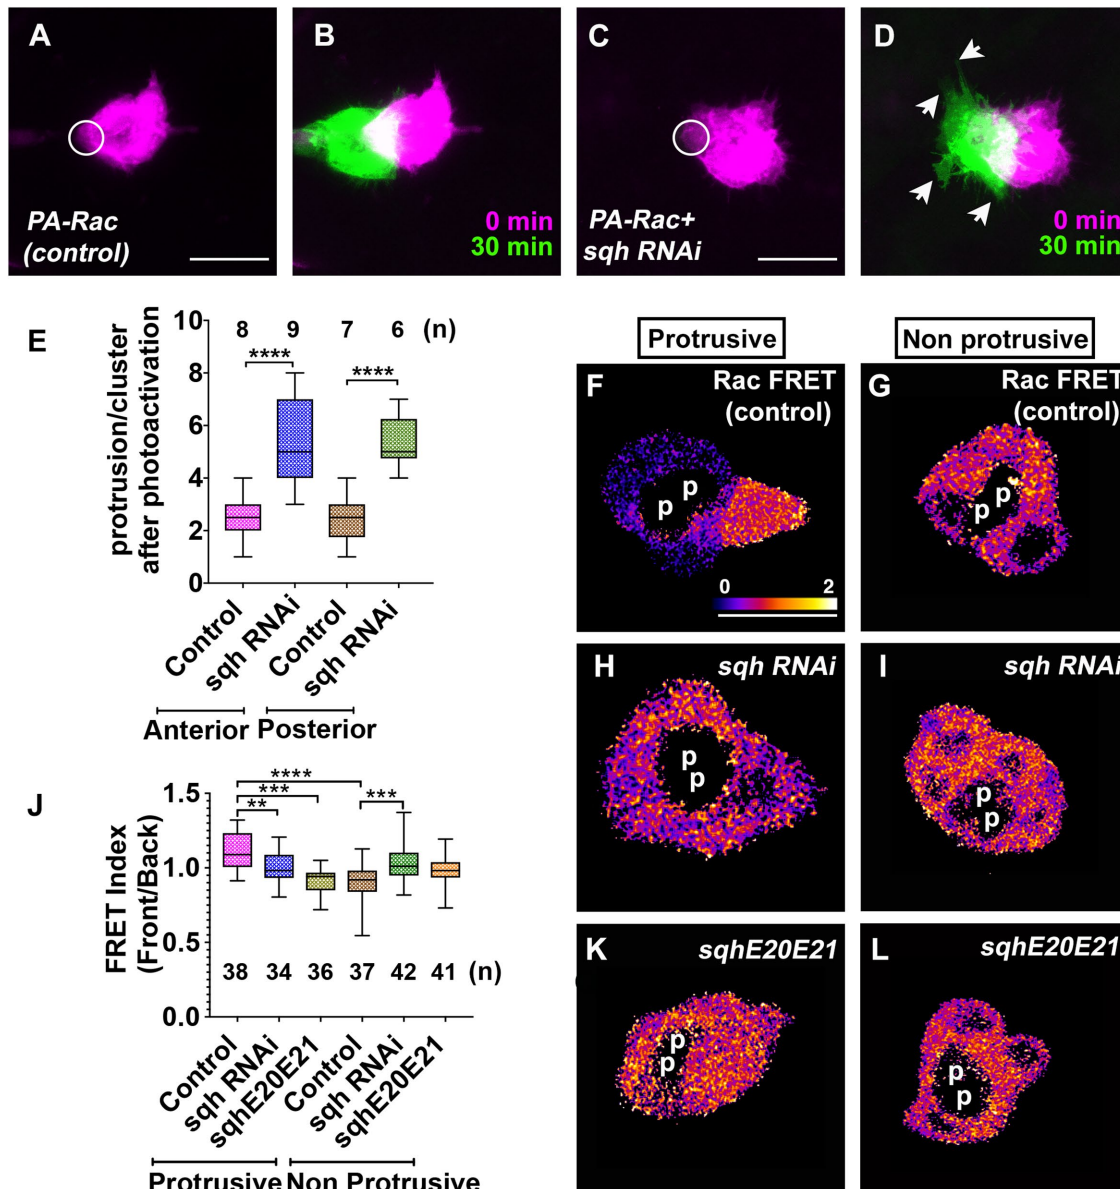 A
PA-Rac
(control)
B
0 min
30 min
C
PA-Rac+
sqh RNAi
D
0 min
30 min
E
protrusion/cluster
after photoactivation
10
8
6
4
2
0
8 9 7 6 (n)
****
****
Control
sqh RNAi
Control
sqh RNAi
Anterior Posterior
Protrusive
Non protrusive
F
Rac FRET
(control)
p p
0 2
G
Rac FRET
(control)
p p
H
sqh RNAi
p
p
I
sqh RNAi
p
p
J
FRET Index
(Front/Back)
1.5
1.0
0.5
0.0
****
***
**
***
38 34 36 37 42 41 (n)
Control
sqh RNAi
sqhE20E21
Control
sqh RNAi
sqhE20E21
Protrusive Non Protrusive
K
sqhE20E21
p
p
L
sqhE20E21
p
p